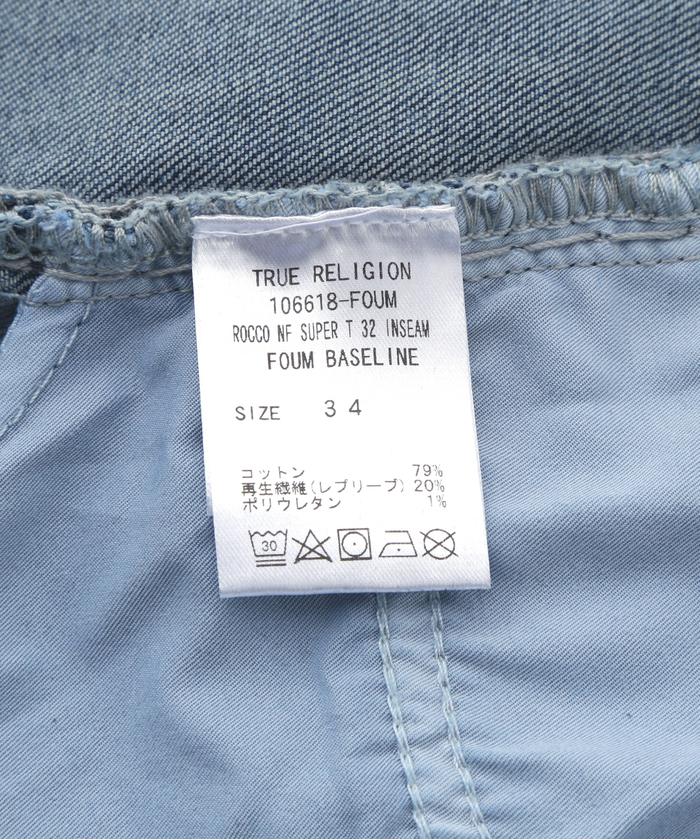 TRUE RELIGION
106618-FOUM
ROCCO NF SUPER T 32 INSEAM
FOUM BASELINE
SIZE 34
コットン 79%
再生繊維(レプリーブ) 20%
ポリウレタン 1%
30